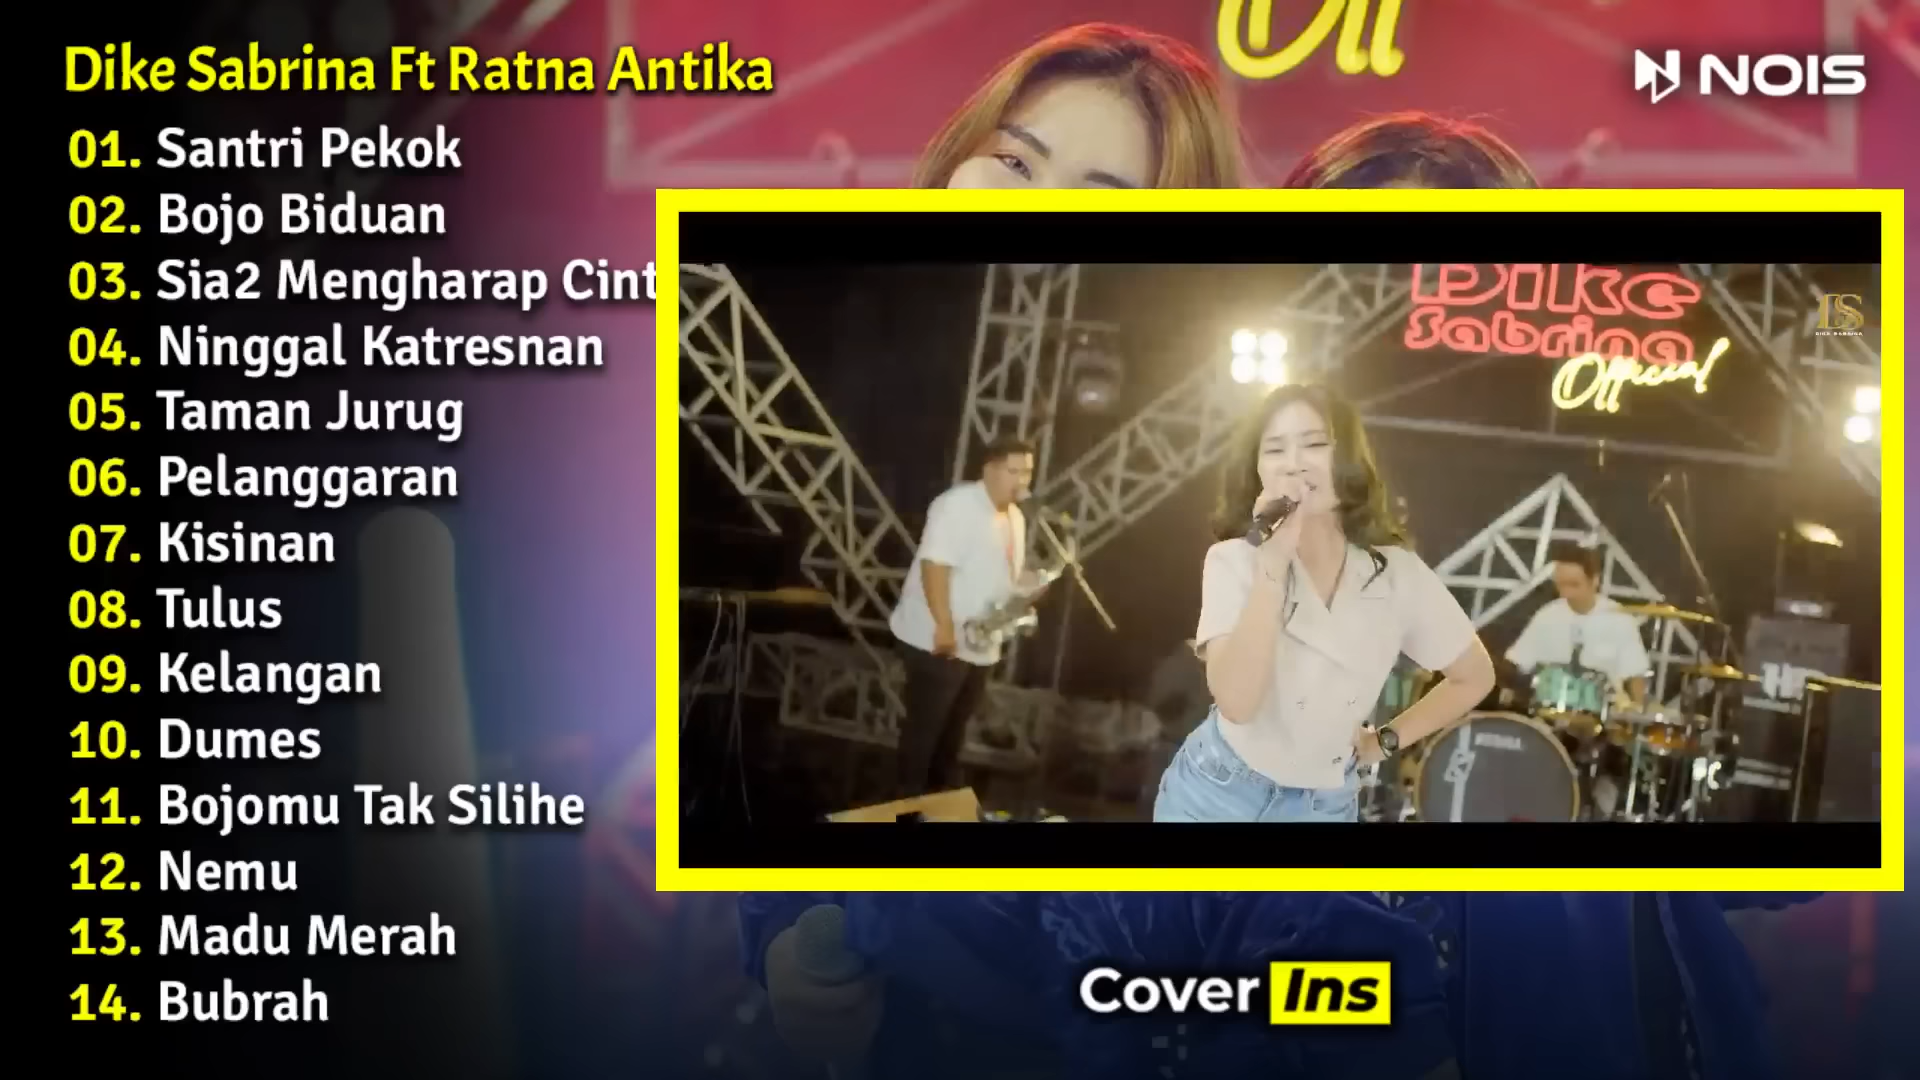 Dike Sabrina Ft Ratna Antika
NOIS
01. Santri Pekok
02. Bojo Biduan
03. Sia2 Mengharap Cint
04. Ninggal Katresnan
05. Taman Jurug
06. Pelanggaran
07. Kisinan
08. Tulus
09. Kelangan
10. Dumes
11. Bojomu Tak Silihe
12. Nemu
13. Madu Merah
14. Bubrah
Dike
Sabrina
Official
DS
Cover Ins